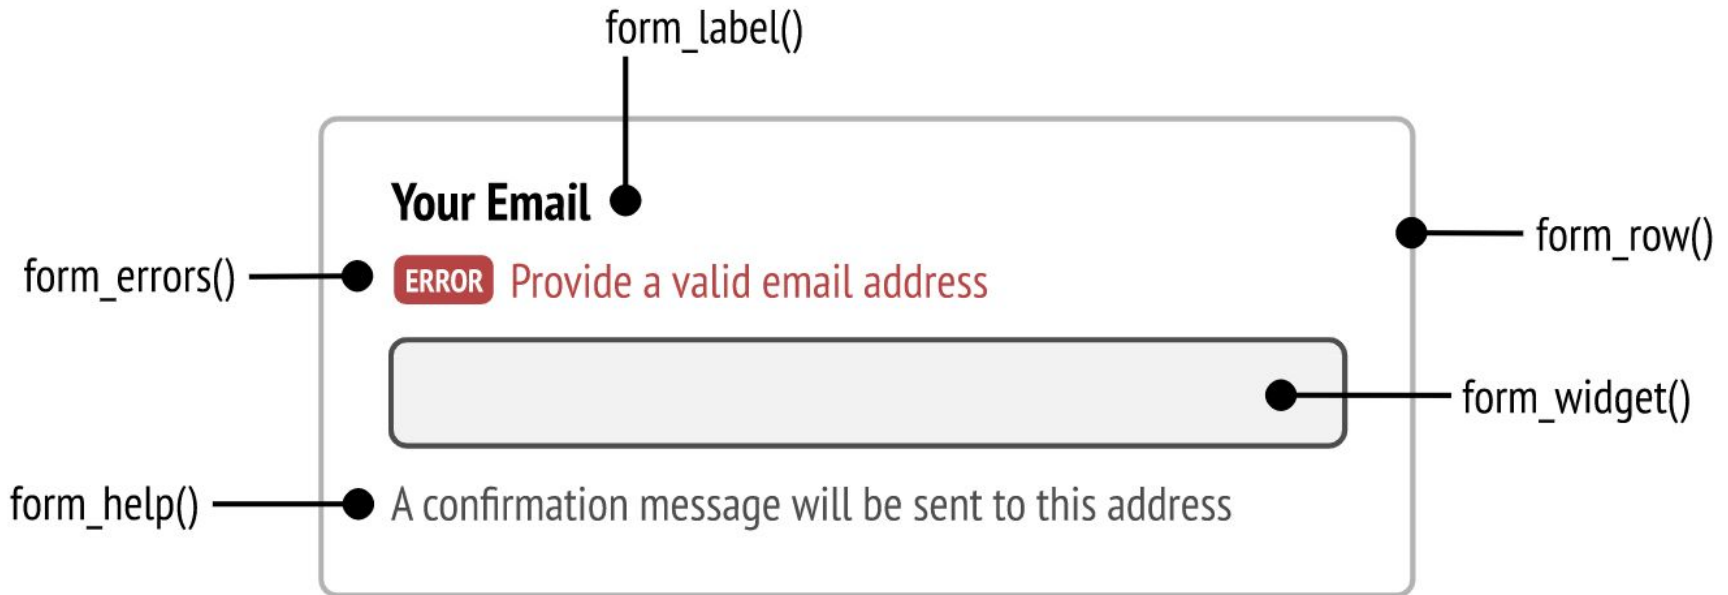 form_label()
Your Email
form_row()
form_errors()
ERROR Provide a valid email address
form_widget()
form_help()
A confirmation message will be sent to this address